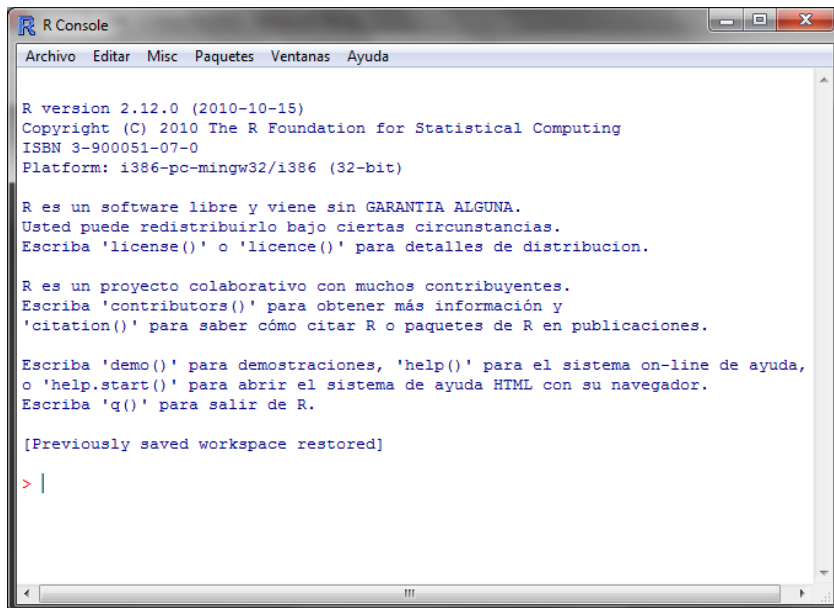 R Console
Archivo Editar Misc Paquetes Ventanas Ayuda
R version 2.12.0 (2010-10-15)
Copyright (C) 2010 The R Foundation for Statistical Computing
ISBN 3-900051-07-0
Platform: i386-pc-mingw32/i386 (32-bit)
R es un software libre y viene sin GARANTIA ALGUNA.
Usted puede redistribuirlo bajo ciertas circunstancias.
Escriba 'license()' o 'licence()' para detalles de distribucion.
R es un proyecto colaborativo con muchos contribuyentes.
Escriba 'contributors()' para obtener más información y
'citation()' para saber cómo citar R o paquetes de R en publicaciones.
Escriba 'demo()' para demostraciones, 'help()' para el sistema on-line de ayuda,
o 'help.start()' para abrir el sistema de ayuda HTML con su navegador.
Escriba 'q()' para salir de R.
[Previously saved workspace restored]
>